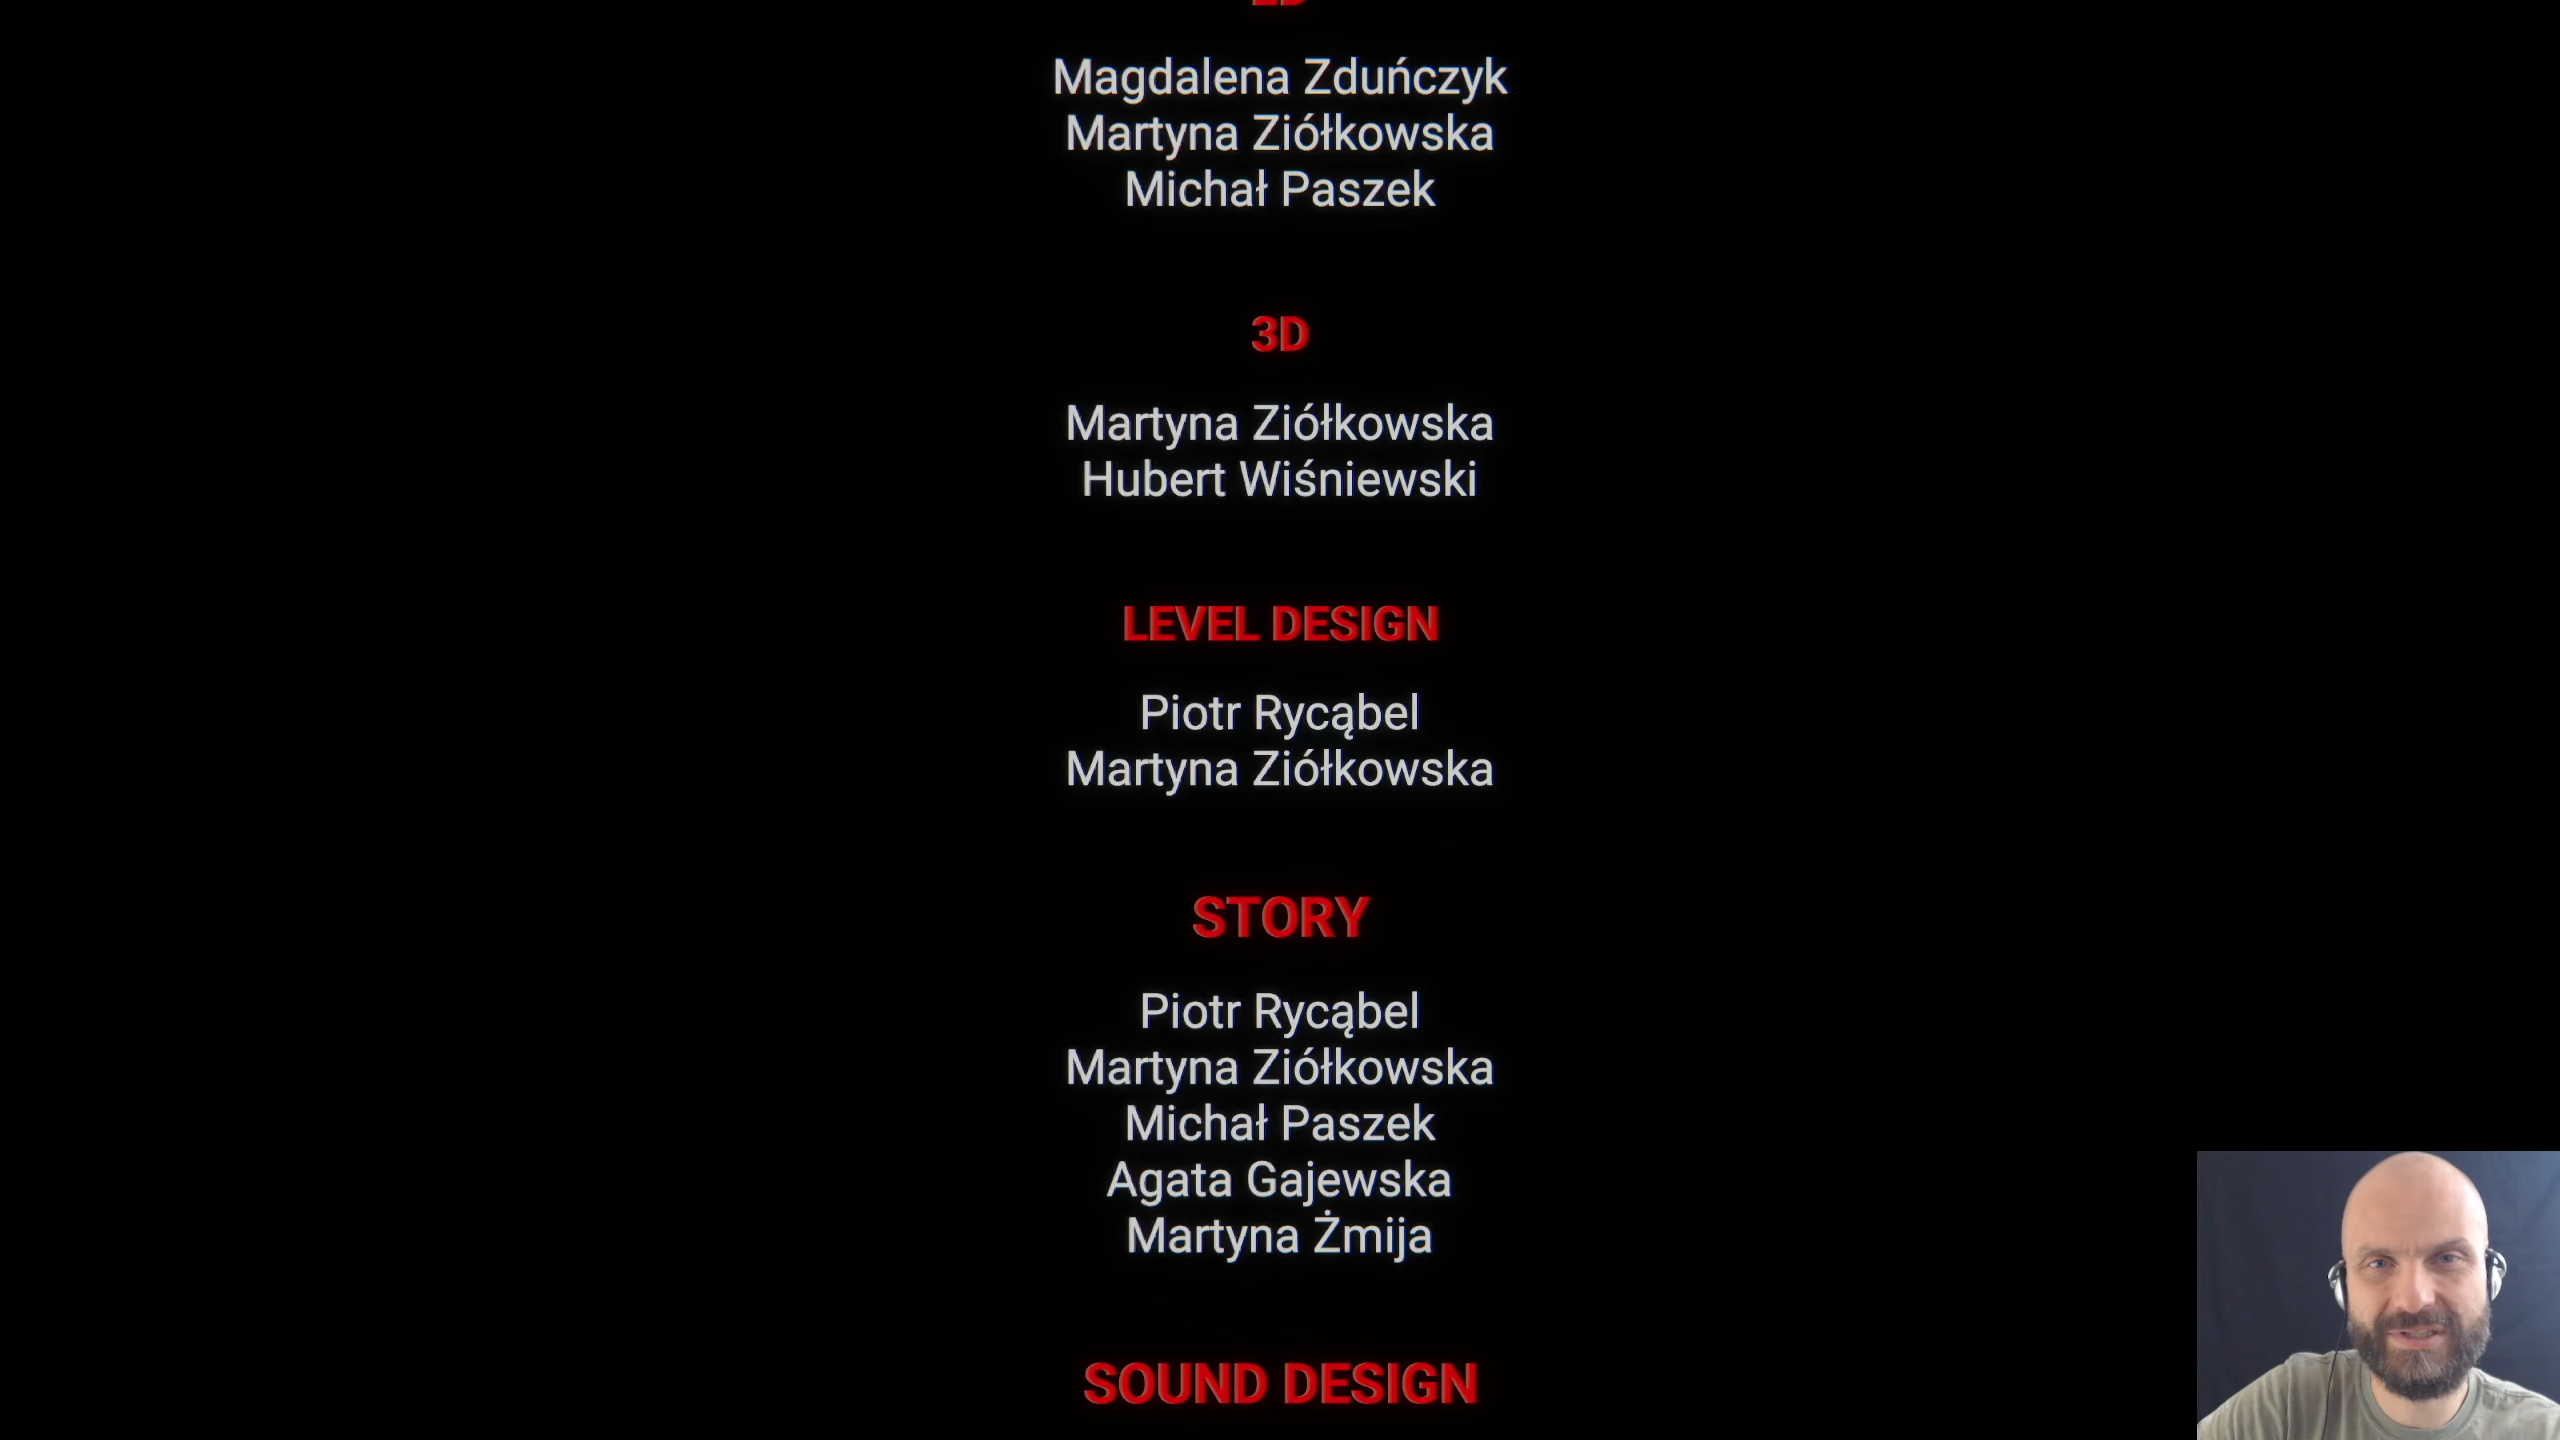 Magdalena Zduńczyk
Martyna Ziółkowska
Michał Paszek
3D
Martyna Ziółkowska
Hubert Wiśniewski
LEVEL DESIGN
Piotr Rycąbel
Martyna Ziółkowska
STORY
Piotr Rycąbel
Martyna Ziółkowska
Michał Paszek
Agata Gajewska
Martyna Żmija
SOUND DESIGN